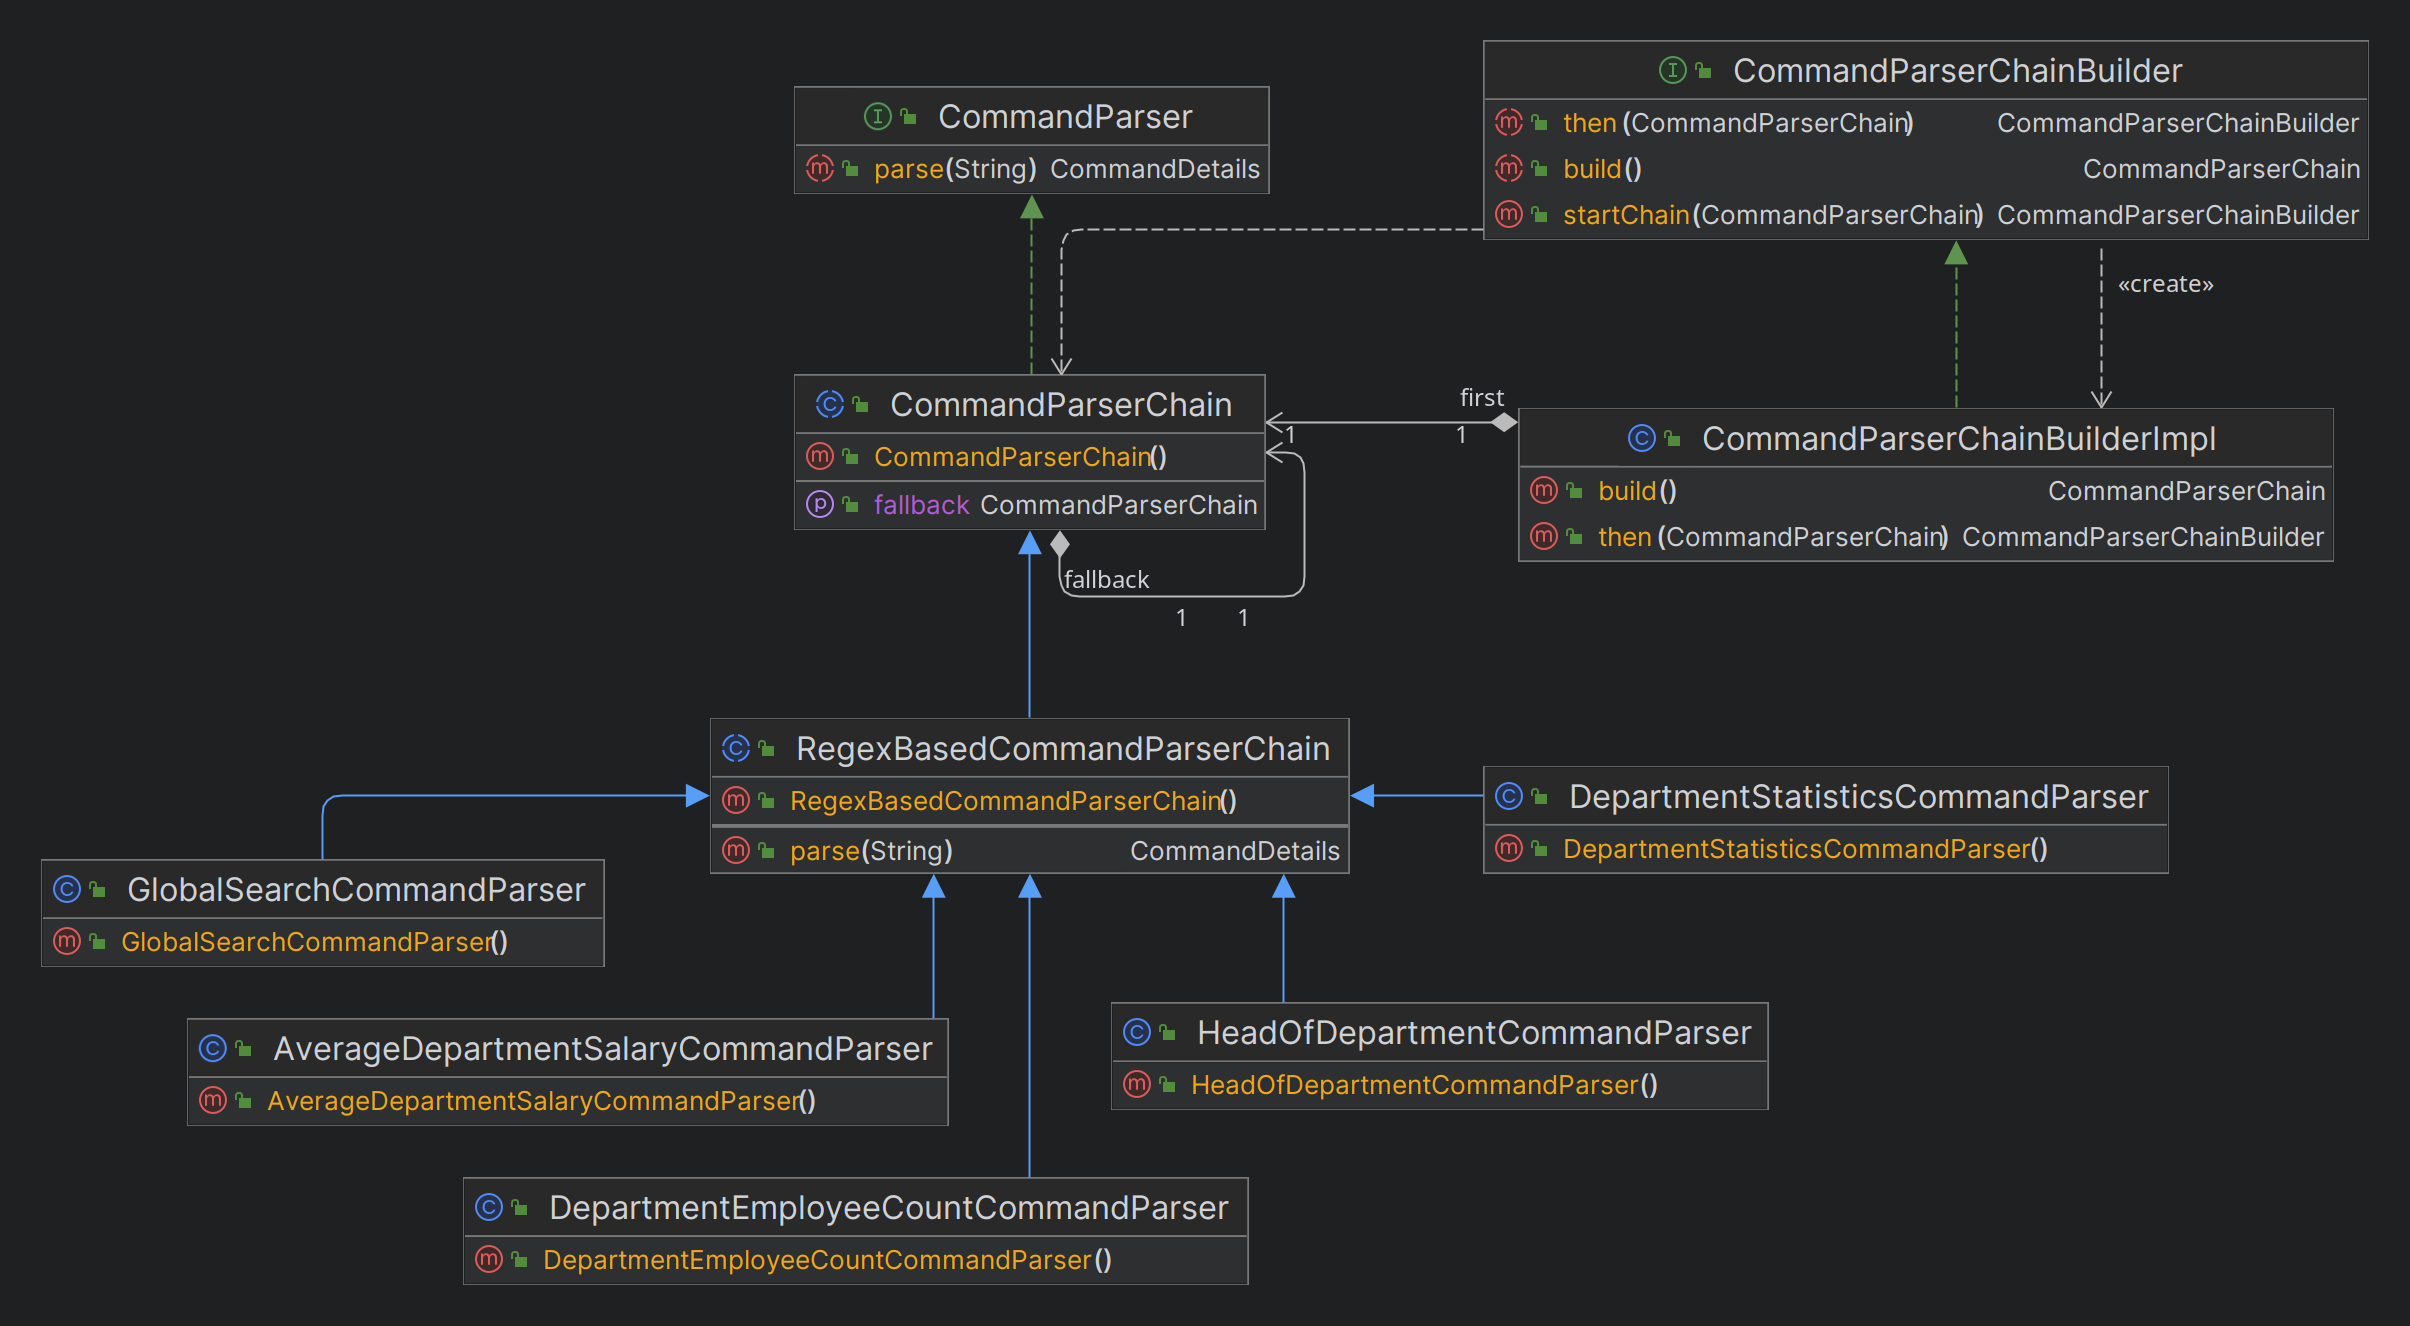 CommandParser
parse(String) CommandDetails
CommandParserChainBuilder
then(CommandParserChain) CommandParserChainBuilder
build() CommandParserChain
startChain(CommandParserChain) CommandParserChainBuilder
«create»
CommandParserChain
CommandParserChain()
fallback CommandParserChain
first
1 1
CommandParserChainBuilderImpl
build() CommandParserChain
then(CommandParserChain) CommandParserChainBuilder
fallback
1 1
RegexBasedCommandParserChain
RegexBasedCommandParserChain()
parse(String) CommandDetails
DepartmentStatisticsCommandParser
DepartmentStatisticsCommandParser()
GlobalSearchCommandParser
GlobalSearchCommandParser()
AverageDepartmentSalaryCommandParser
AverageDepartmentSalaryCommandParser()
HeadOfDepartmentCommandParser
HeadOfDepartmentCommandParser()
DepartmentEmployeeCountCommandParser
DepartmentEmployeeCountCommandParser()